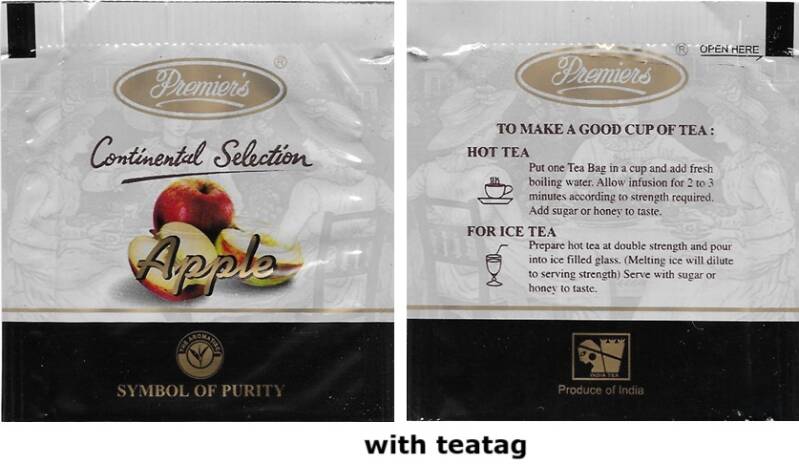 Premier's ®
Continental Selection
Apple
THE AROMATIC
SYMBOL OF PURITY
® OPEN HERE
Premier's
TO MAKE A GOOD CUP OF TEA :
HOT TEA
Put one Tea Bag in a cup and add fresh
boiling water. Allow infusion for 2 to 3
minutes according to strength required.
Add sugar or honey to taste.
FOR ICE TEA
Prepare hot tea at double strength and pour
into ice filled glass. (Melting ice will dilute
to serving strength) Serve with sugar or
honey to taste.
INDIA TEA
Produce of India
with teatag